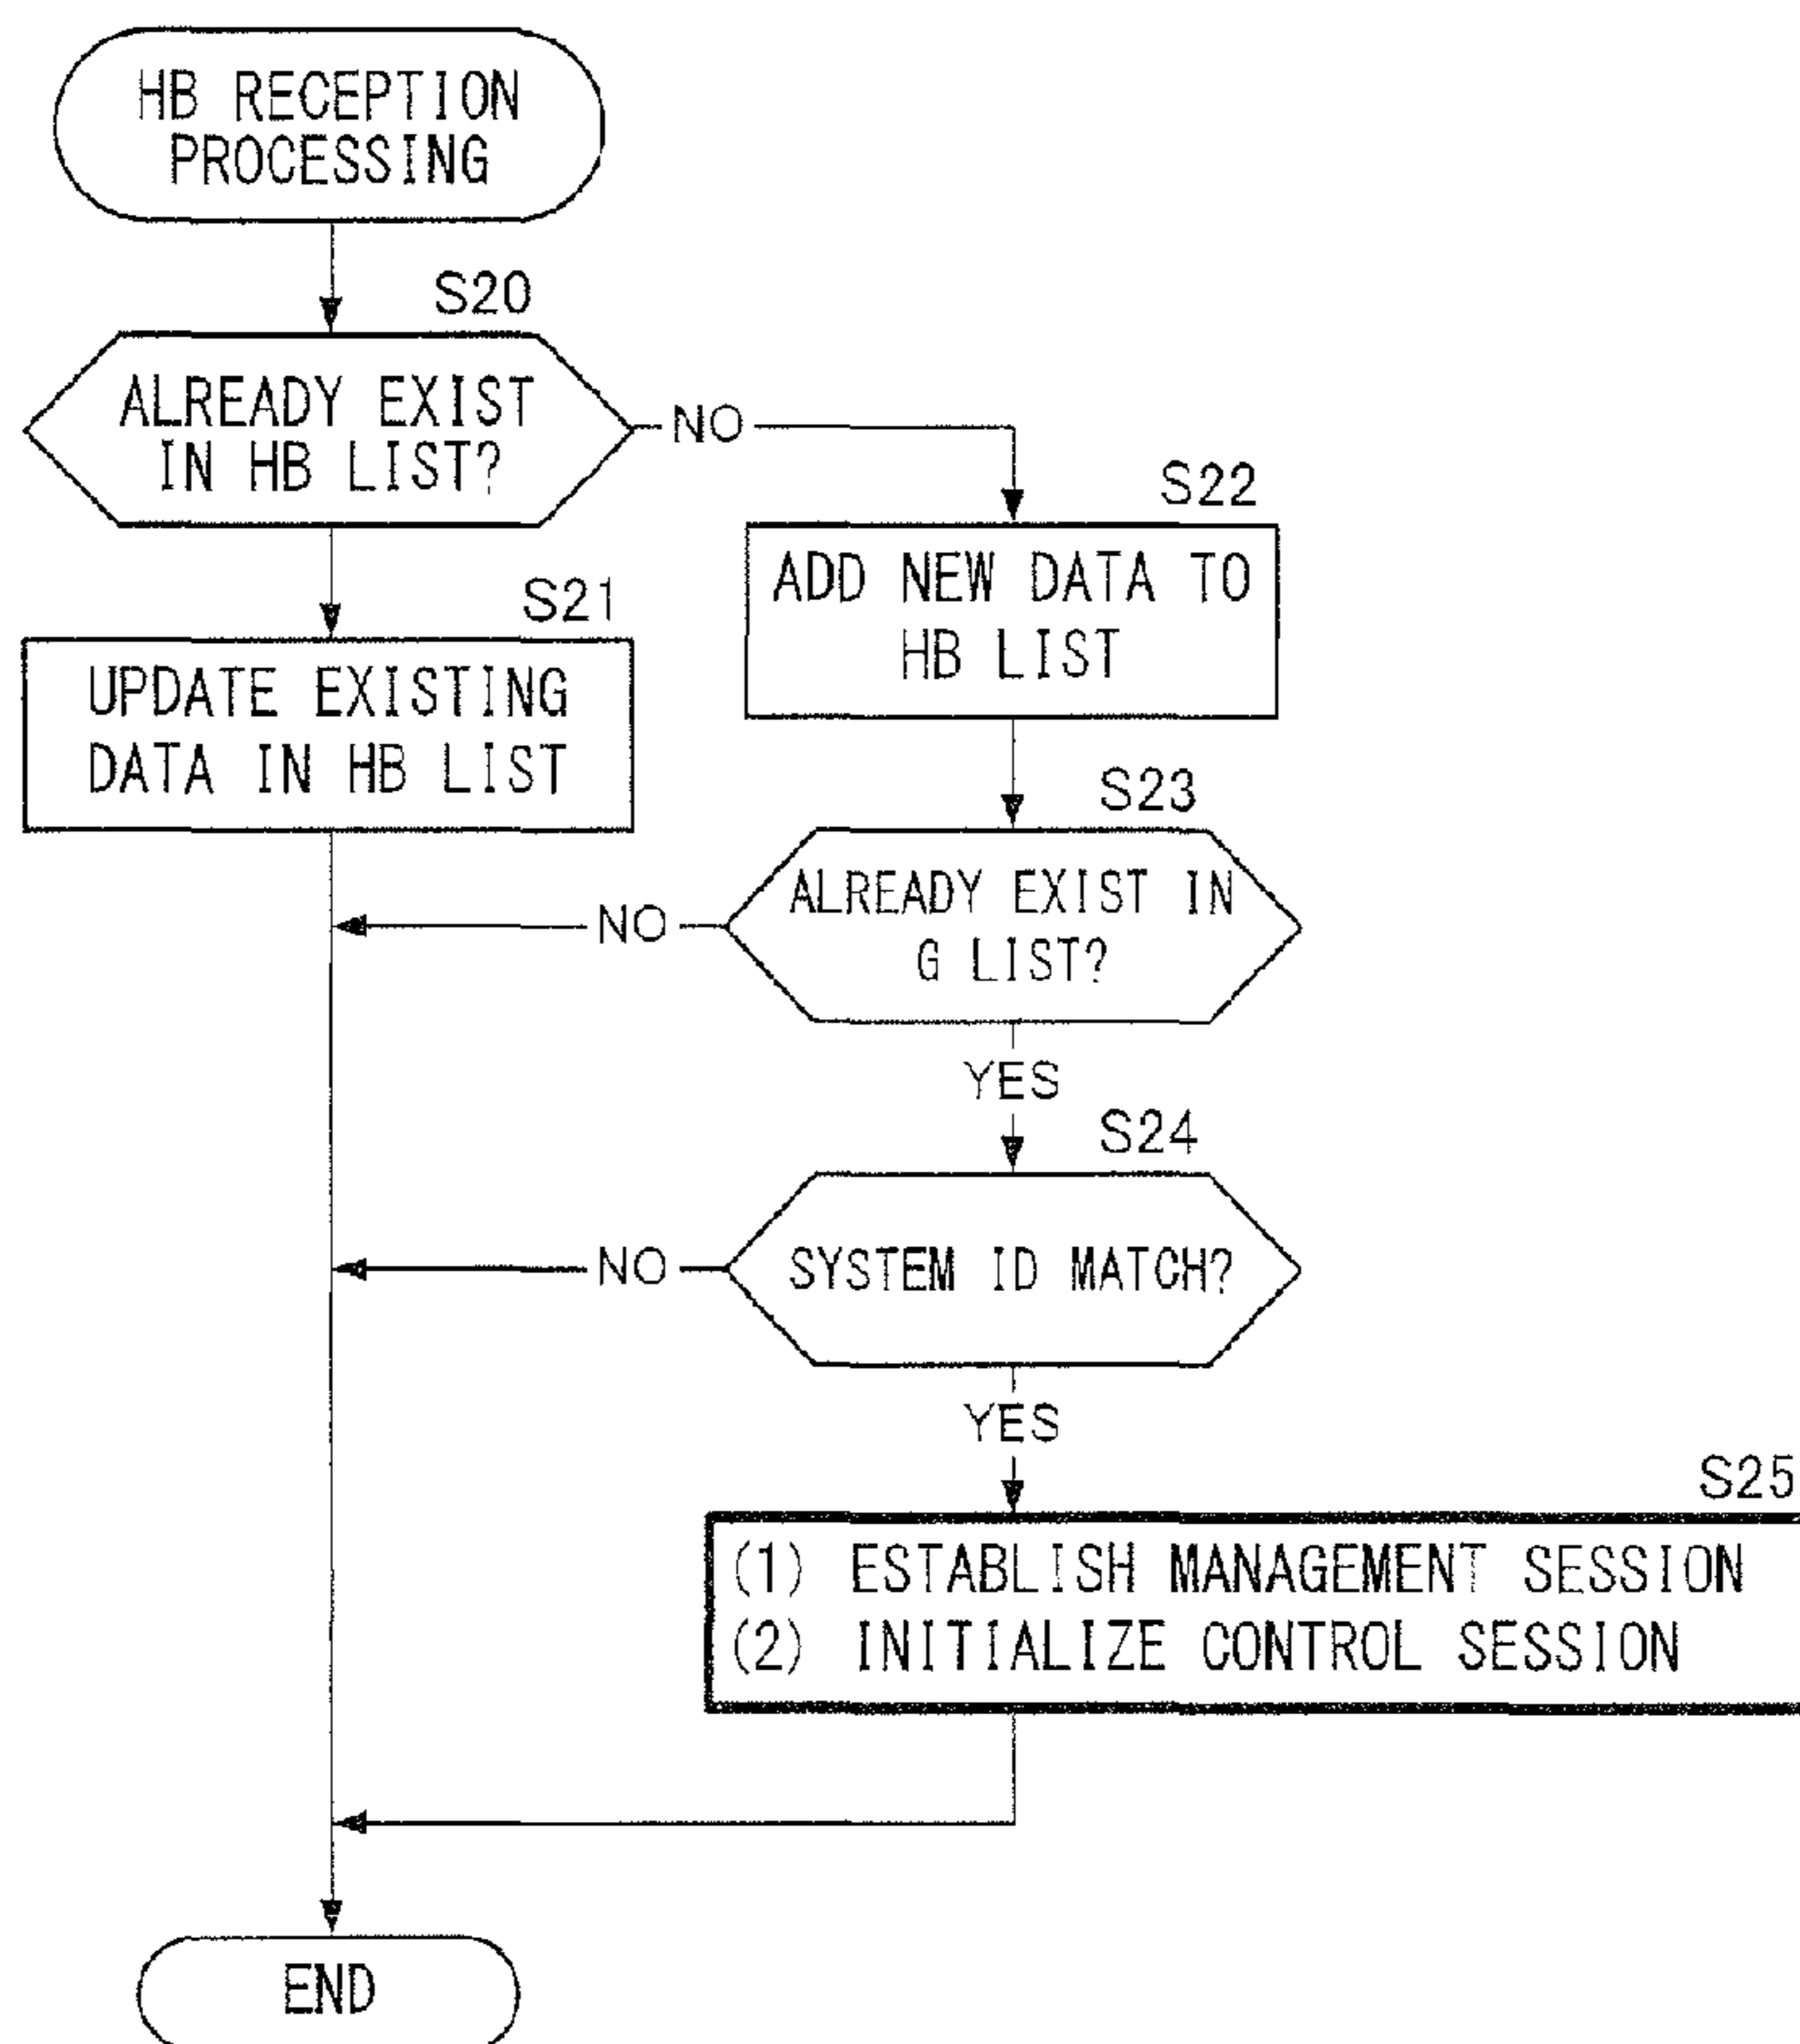 HB RECEPTION
PROCESSING
S20
ALREADY EXIST
IN HB LIST?
NO
S21
UPDATE EXISTING
DATA IN HB LIST
S22
ADD NEW DATA TO
HB LIST
S23
ALREADY EXIST IN
G LIST?
NO
YES
S24
SYSTEM ID MATCH?
NO
YES
S25
(1) ESTABLISH MANAGEMENT SESSION
(2) INITIALIZE CONTROL SESSION
END